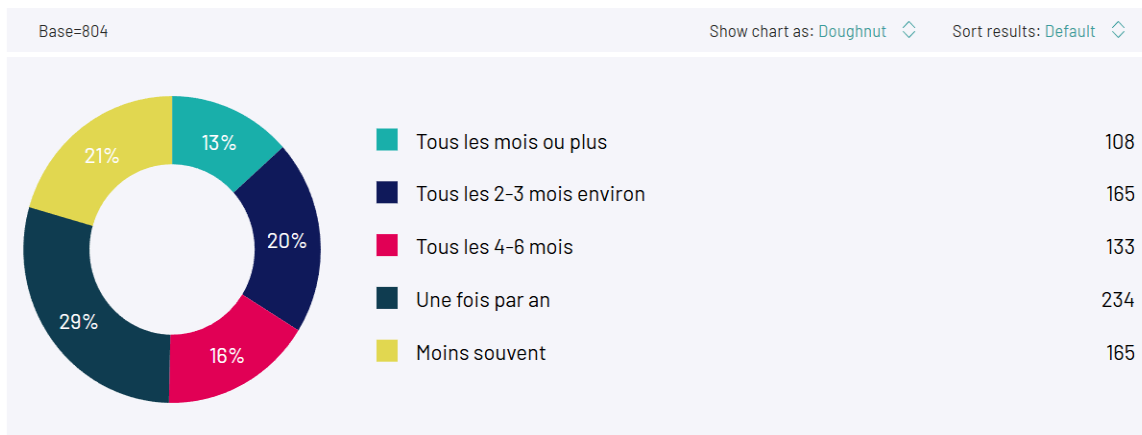 Base=804
Show chart as: Doughnut
Sort results: Default
13%
20%
16%
29%
21%
Tous les mois ou plus 108
Tous les 2-3 mois environ 165
Tous les 4-6 mois 133
Une fois par an 234
Moins souvent 165